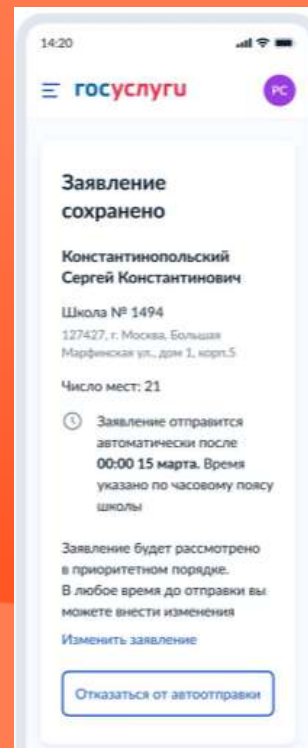 14:20
госуслуги
РС
Заявление
сохранено
Константинопольский
Сергей Константинович
Школа № 1494
127427, г. Москва, Большая
Марфинская ул., дом 1, корп.5
Число мест: 21
Заявление отправится
автоматически после
00:00 15 марта. Время
указано по часовому поясу
школы
Заявление будет рассмотрено
в приоритетном порядке.
В любое время до отправки вы
можете внести изменения
Изменить заявление
Отказаться от автоотправки